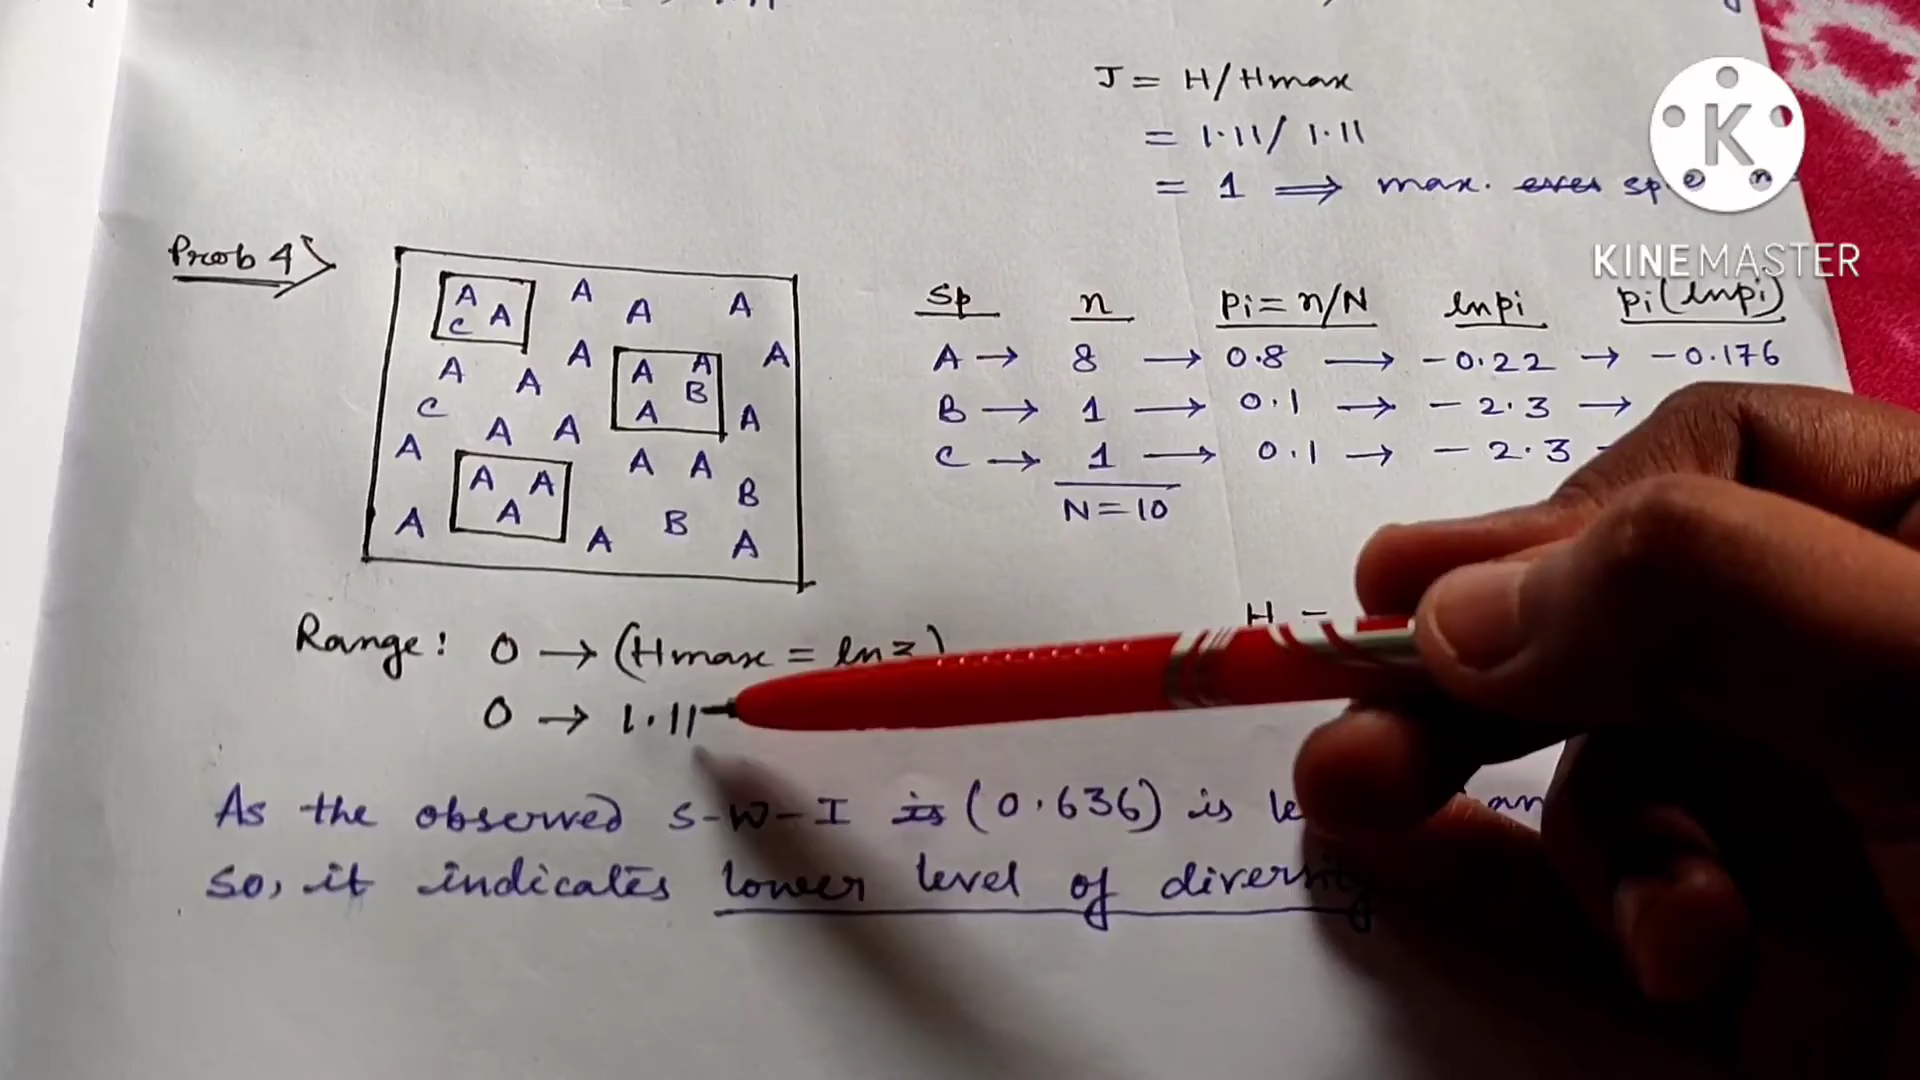 J = H/Hmax
= 1.11/ 1.11
= 1 ⟹ max.
KINEMASTER
Prob 4
A A A A
C A A
A A A A A A
A A B
C A A
A A A
A A A A A
B
A A B
A A
Sp n Pi = n/N lnpi pi(lnpi)
A → 8 → 0.8 → -0.22 → -0.176
B → 1 → 0.1 → -2.3 →
C → 1 → 0.1 → -2.3
N = 10
H =
Range: 0 → (Hmax = ln3)
0 → 1.11
As the observed S-W-I is (0.636) is
So, it indicates lower level of diversity